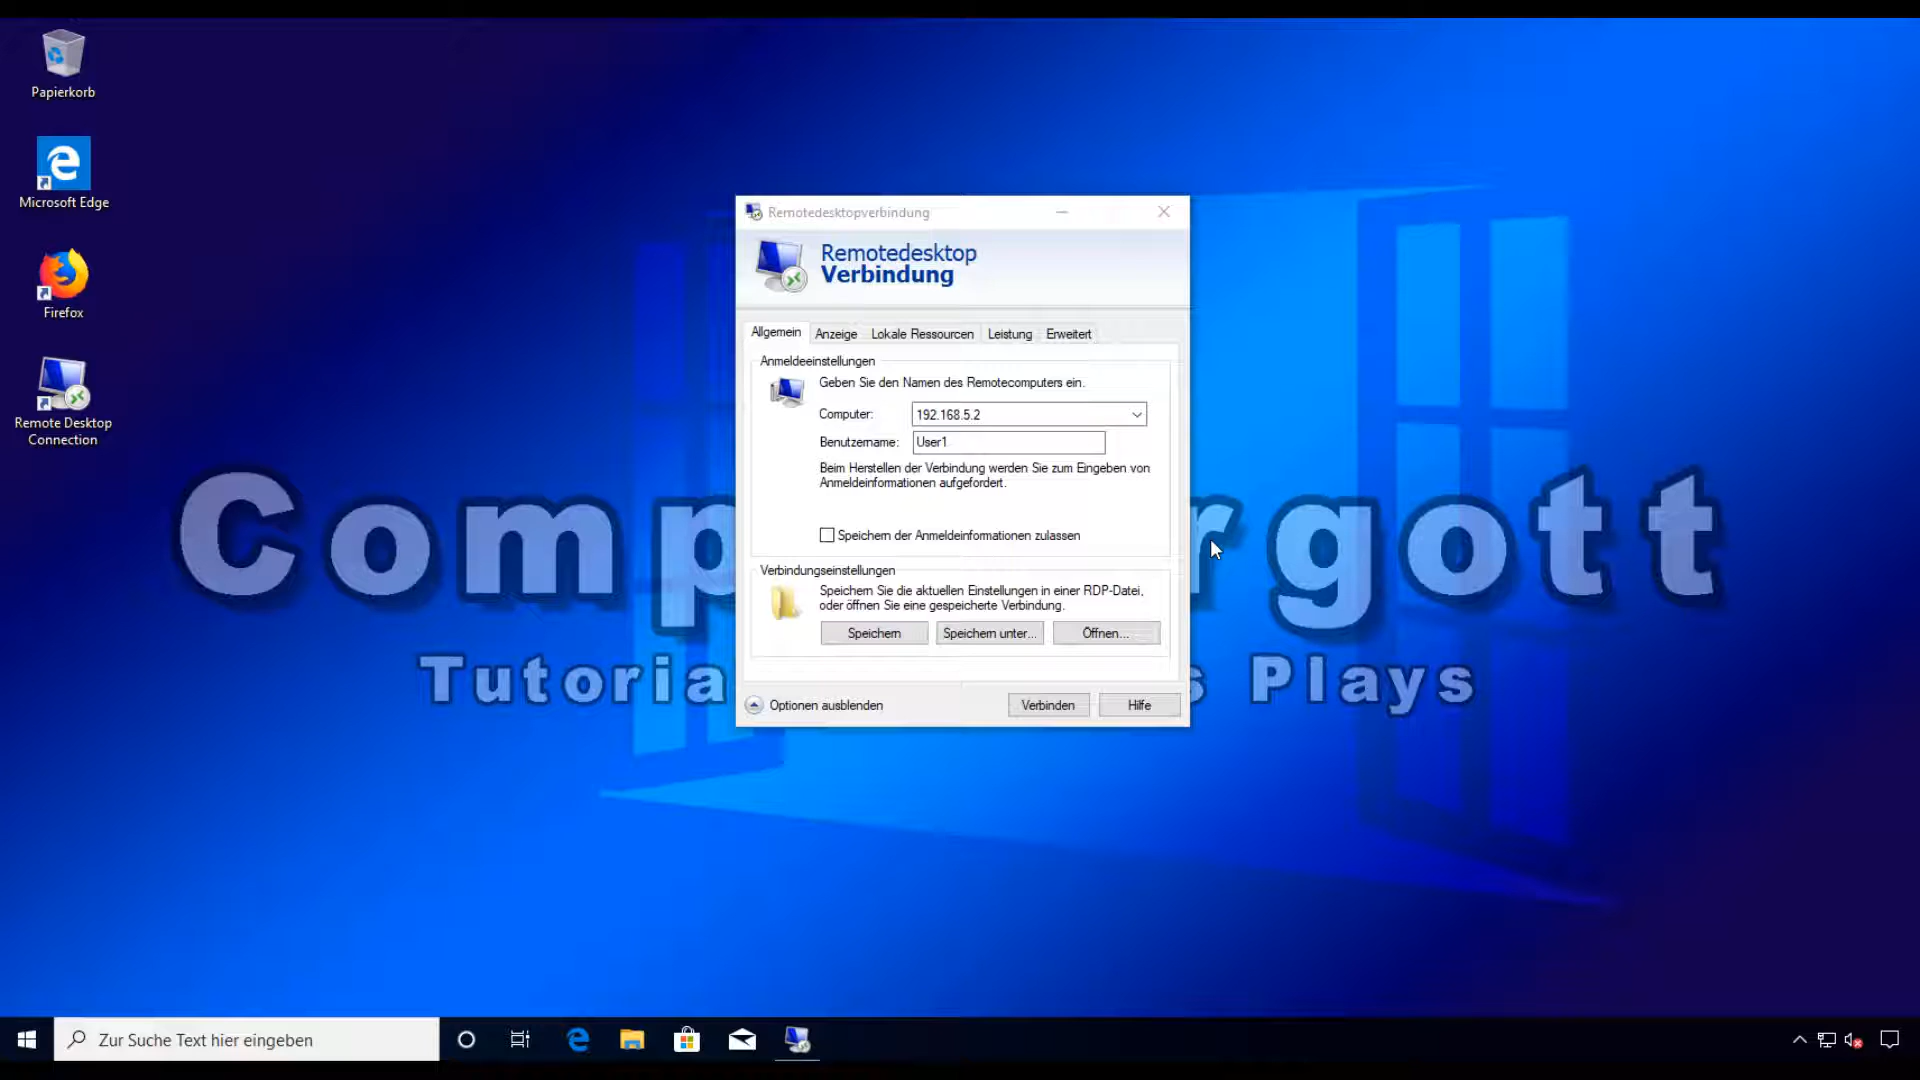 Papierkorb
Microsoft Edge
Firefox
Remote Desktop
Connection
Remotedesktopverbindung
Remotedesktop
Verbindung
Allgemein
Anzeige
Lokale Ressourcen
Leistung
Erweitert
Anmeldeeinstellungen
Geben Sie den Namen des Remotecomputers ein.
Computer:
192.168.5.2
Benutzername:
User1
Beim Herstellen der Verbindung werden Sie zum Eingeben von
Anmeldeinformationen aufgefordert.
Speichern der Anmeldeinformationen zulassen
Verbindungseinstellungen
Speichern Sie die aktuellen Einstellungen in einer RDP-Datei,
oder öffnen Sie eine gespeicherte Verbindung.
Speichern
Speichern unter...
Öffnen...
Optionen ausblenden
Verbinden
Hilfe
Comp rgott
Tutoria s Plays
Zur Suche Text hier eingeben